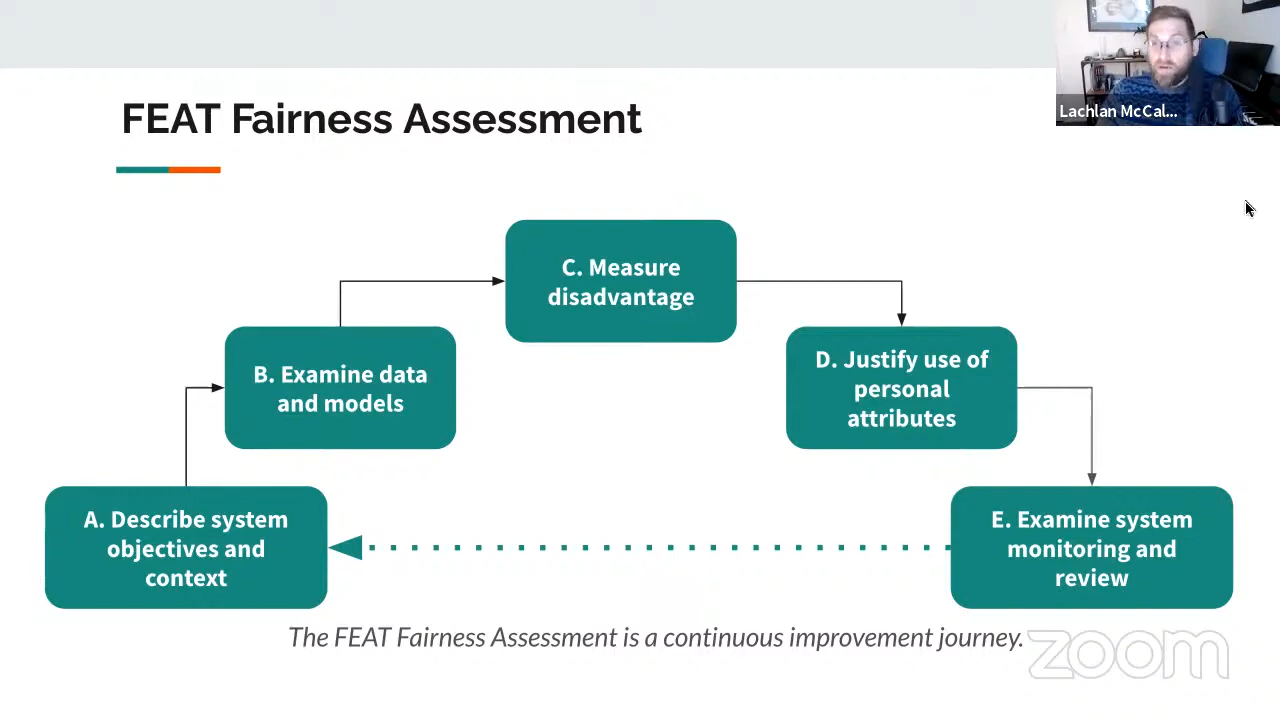 FEAT Fairness Assessment
Lachlan McCal...
C. Measure
disadvantage
B. Examine data
and models
D. Justify use of
personal
attributes
A. Describe system
objectives and
context
E. Examine system
monitoring and
review
The FEAT Fairness Assessment is a continuous improvement journey.
zoom